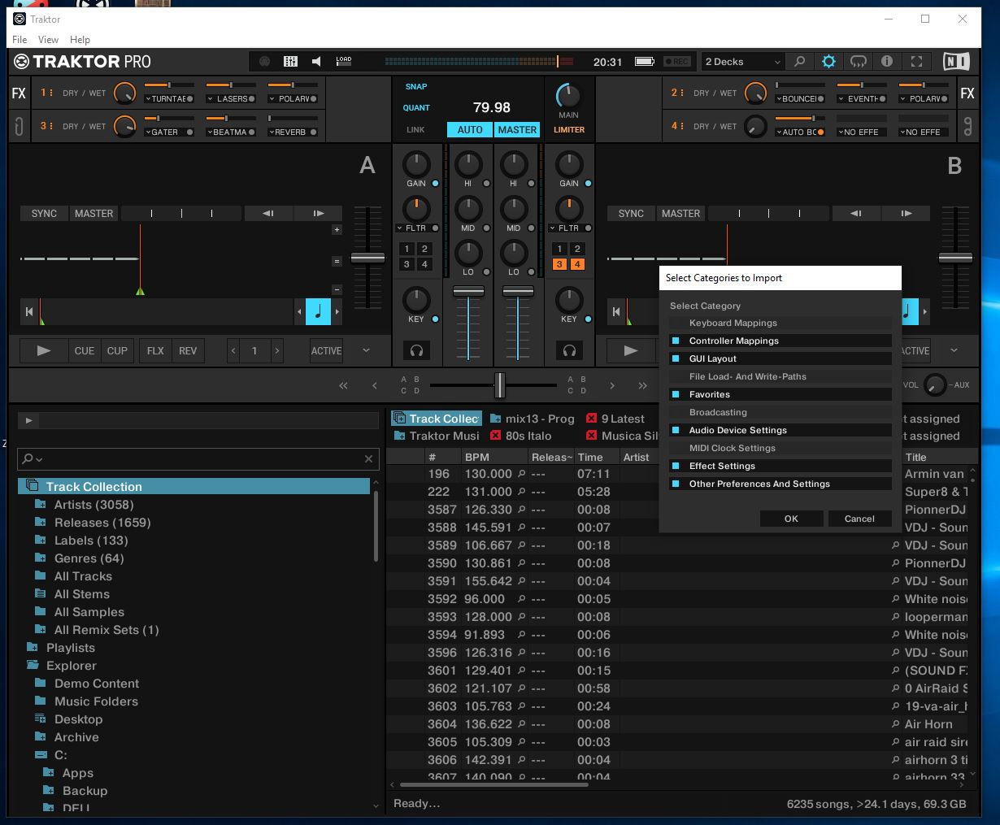 Traktor
File View Help
TRAKTOR PRO
LOAD
20:31
REC
2 Decks
NI
FX
1 DRY / WET
LASERS
POLARW
SNAP
QUANT
LINK
79.98
AUTO
MASTER
MAIN
LIMITER
2 DRY / WET
POLARW
FX
3 DRY / WET
GATER
BEATMA
REVERB
4 DRY / WET
AUTO BO
NO EFFE
NO EFFE
A
B
SYNC
MASTER
GAIN
HI
HI
GAIN
SYNC
MASTER
FLTR
MID
MID
FLTR
1 2
3 4
LO
LO
1 2
3 4
KEY
KEY
CUE
CUP
FLX
REV
1
ACTIVE
A B
C D
A B
C D
VOL
AUX
Select Categories to Import
Select Category
Keyboard Mappings
Controller Mappings
GUI Layout
File Load- And Write-Paths
Favorites
Broadcasting
Audio Device Settings
MIDI Clock Settings
Effect Settings
Other Preferences And Settings
OK
Cancel
Track Collec
mix13 - Prog
9 Latest
t assigned
Traktor Musi
80s Italo
Musica Sil
t assigned
Track Collection
Artists (3058)
Releases (1659)
Labels (133)
Genres (64)
All Tracks
All Stems
All Samples
All Remix Sets (1)
Playlists
Explorer
Demo Content
Music Folders
Desktop
Archive
C:
Apps
Backup
DELL
# BPM Releas~ Time Artist Title
196 130.000 --- 07:11 Armin van
222 131.000 --- 05:28 Super8 & T
3587 126.330 --- 00:08 PionnerDJ
3588 145.591 --- 00:07 VDJ - Soun
3589 106.667 --- 00:18 VDJ - Soun
3590 130.861 --- 00:08 PionnerDJ
3591 155.642 --- 00:04 VDJ - Soun
3592 96.000 --- 00:05 White nois
3593 128.000 --- 00:08 looperman
3594 91.893 --- 00:06 White nois
3596 126.316 --- 00:16 VDJ - Soun
3601 129.401 --- 00:15 (SOUND F
3602 121.107 --- 00:58 0 AirRaid S
3603 105.763 --- 00:24 19-va-air_h
3604 136.622 --- 00:08 Air Horn
3605 105.309 --- 00:03 air raid sire
3606 142.391 --- 00:04 airhorn 3 ti
3607 140.090 --- 00:04 airhorn 33
Ready...
6235 songs, >24.1 days, 69.3 GB